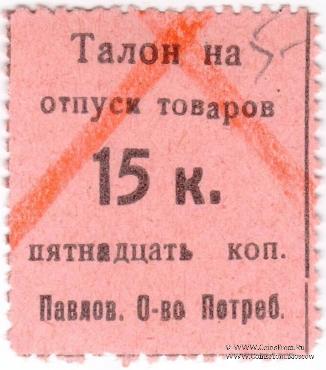 Талон на
отпуск товаров
15 к.
пятнадцать коп.
Павлов. О-во Потреб.